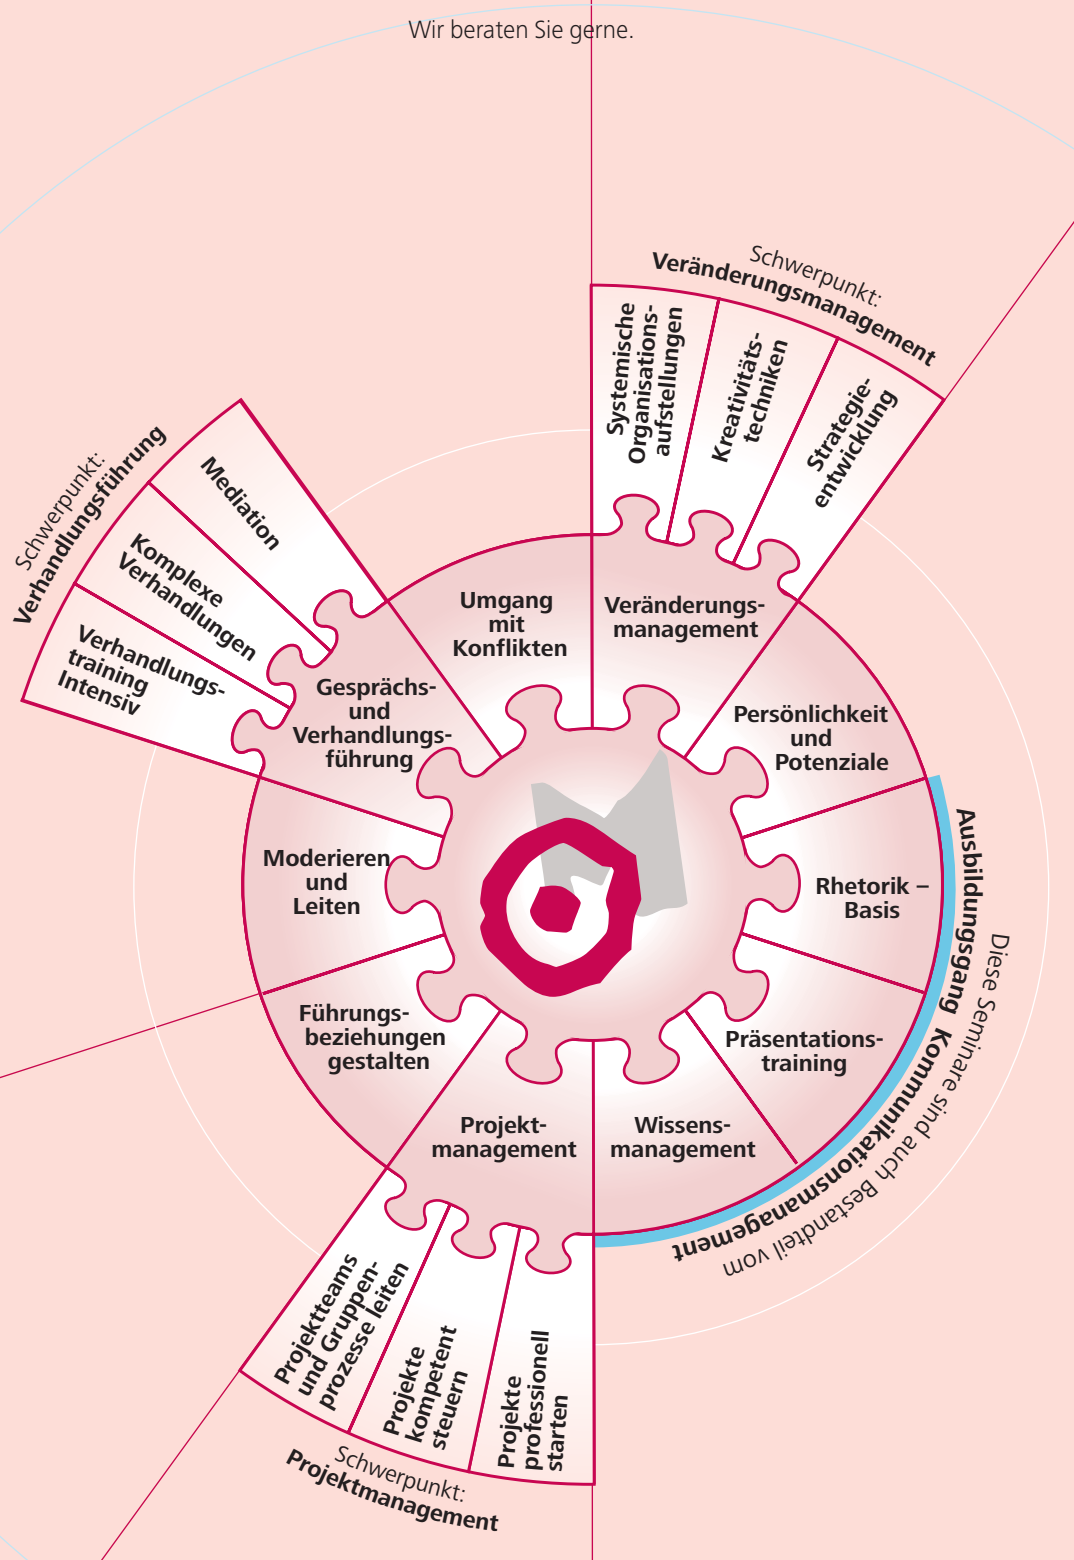 Wir beraten Sie gerne.
Schwerpunkt:
Veränderungsmanagement
Systemische
Organisations-
aufstellungen
Kreativitäts-
techniken
Strategie-
entwicklung
Schwerpunkt:
Verhandlungsführung
Mediation
Komplexe
Verhandlungen
Verhandlungs-
training
Intensiv
Umgang
mit
Konflikten
Veränderungs-
management
Gesprächs-
und
Verhandlungs-
führung
Persönlichkeit
und
Potenziale
Moderieren
und
Leiten
Rhetorik –
Basis
Führungs-
beziehungen
gestalten
Präsentations-
training
Projekt-
management
Wissens-
management
Diese Seminare sind auch Bestandteil vom
Ausbildungsgang Kommunikationsmanagement
Projektteams
und Gruppen-
prozesse leiten
Projekte
kompetent
steuern
Projekte
professionell
starten
Schwerpunkt:
Projektmanagement